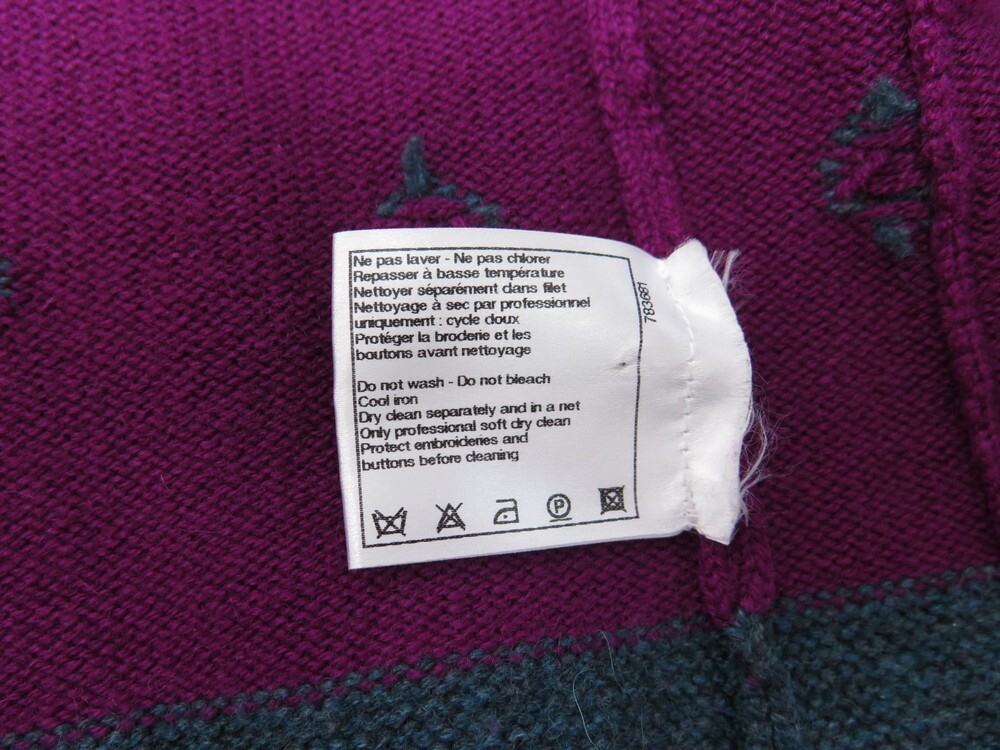 Ne pas laver - Ne pas chlorer
Repasser à basse température
Nettoyer séparément dans filet
Nettoyage à sec par professionnel
uniquement : cycle doux
Protéger la broderie et les
boutons avant nettoyage
Do not wash - Do not bleach
Cool iron
Dry clean separately and in a net
Only professional soft dry clean
Protect embroideries and
buttons before cleaning
P
783681